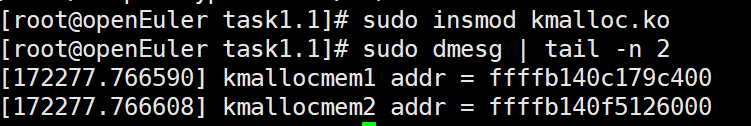 [root@openEuler task1.1]# sudo insmod kmalloc.ko
[root@openEuler task1.1]# sudo dmesg | tail -n 2
[172277.766590] kmallocmem1 addr = ffffb140c179c400
[172277.766608] kmallocmem2 addr = ffffb140f5126000